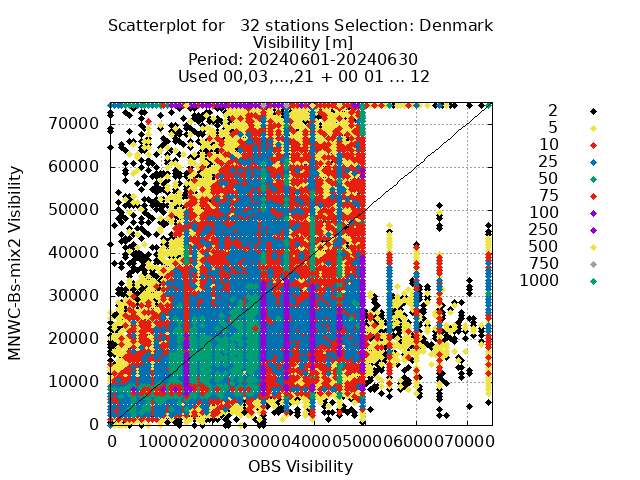 Scatterplot for   32 stations Selection: Denmark
Visibility [m]
Period: 20240601-20240630
Used 00,03,...,21 + 00 01 ... 12
70000
60000
50000
40000
30000
20000
10000
0
MNWC-Bs-mix2 Visibility
0 10000 20000 30000 40000 50000 60000 70000
OBS Visibility
2
5
10
25
50
75
100
250
500
750
1000